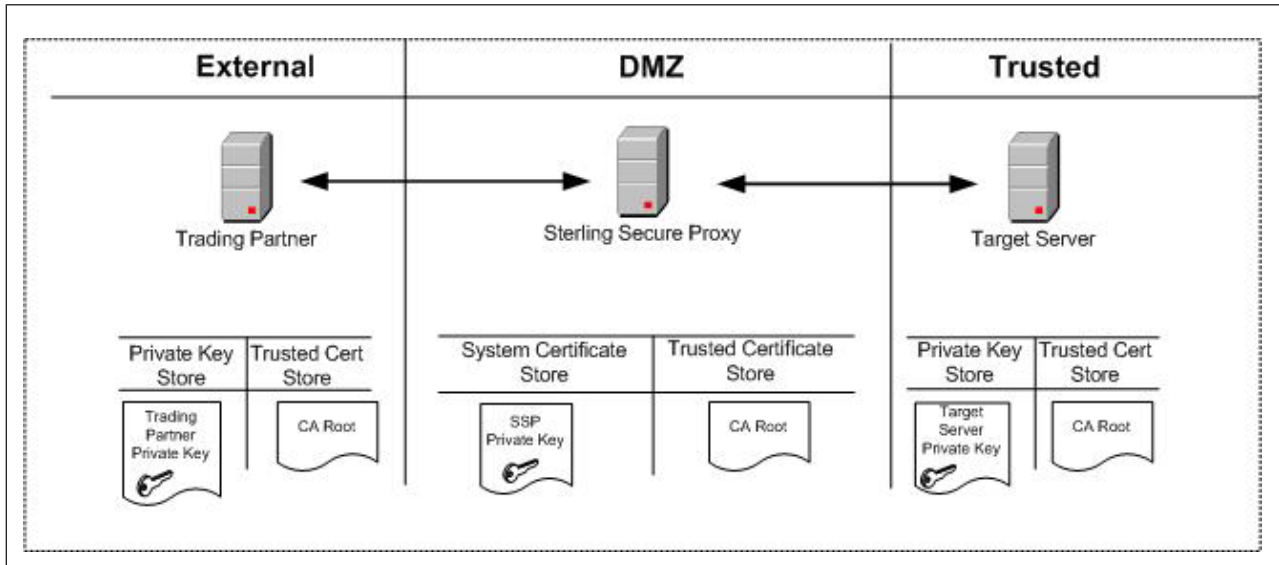 External
DMZ
Trusted
Trading Partner
Sterling Secure Proxy
Target Server
Private Key
Store
Trusted Cert
Store
System Certificate
Store
Trusted Certificate
Store
Private Key
Store
Trusted Cert
Store
Trading
Partner
Private Key
CA Root
SSP
Private Key
CA Root
Target
Server
Private Key
CA Root